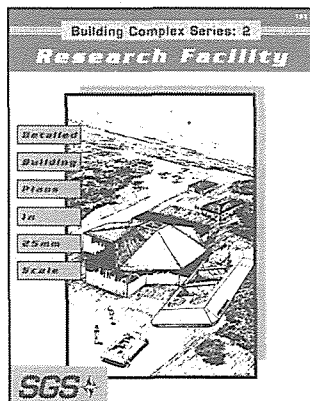 Building Complex Series: 2
Research Facility
Detailed
Building
Plans
In
25mm
Scale
SGS